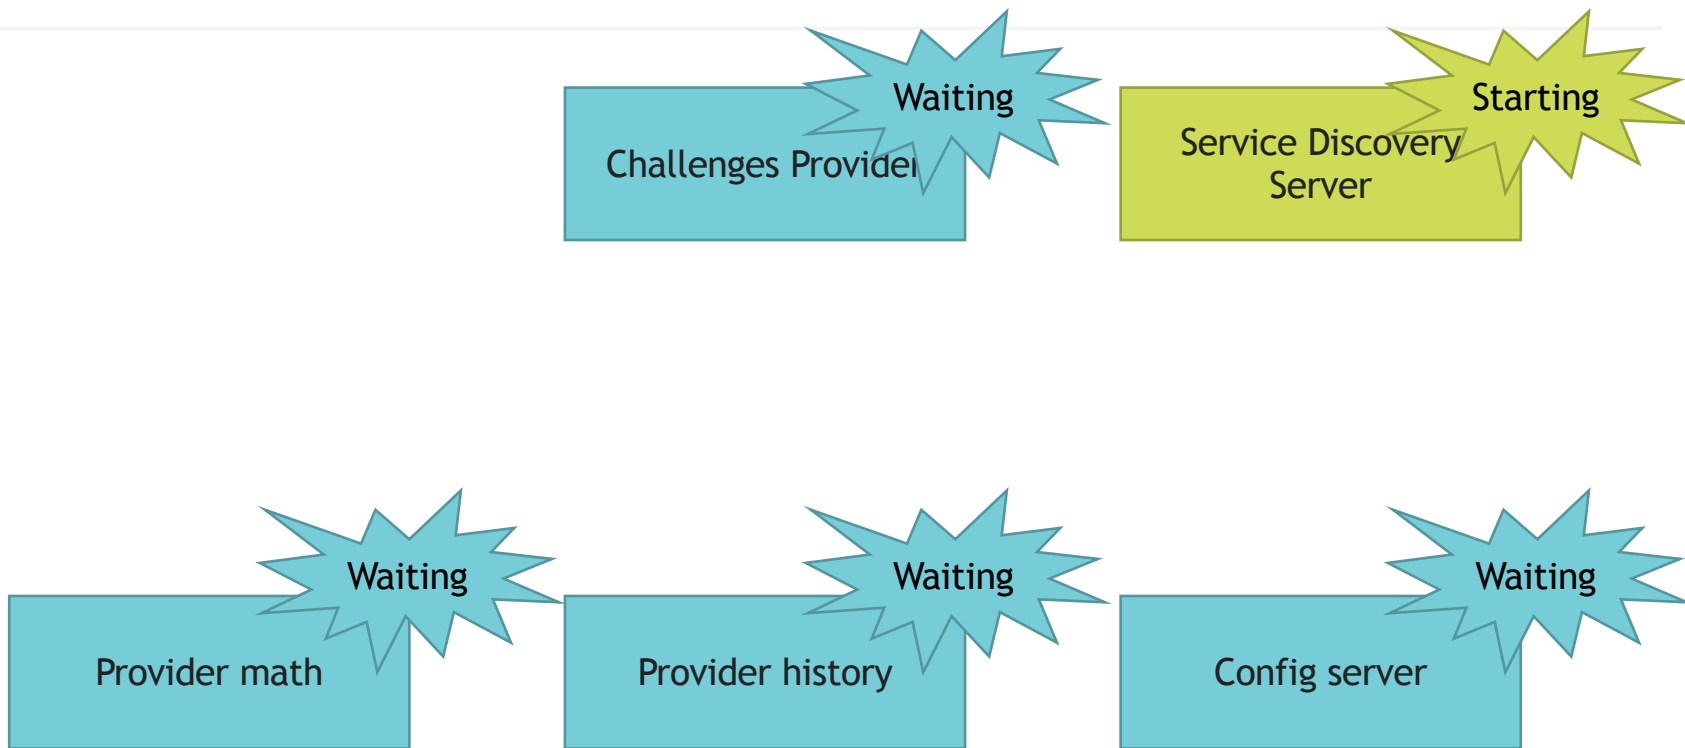 Waiting
Challenges Provider
Starting
Service Discovery
Server
Waiting
Provider math
Waiting
Provider history
Waiting
Config server